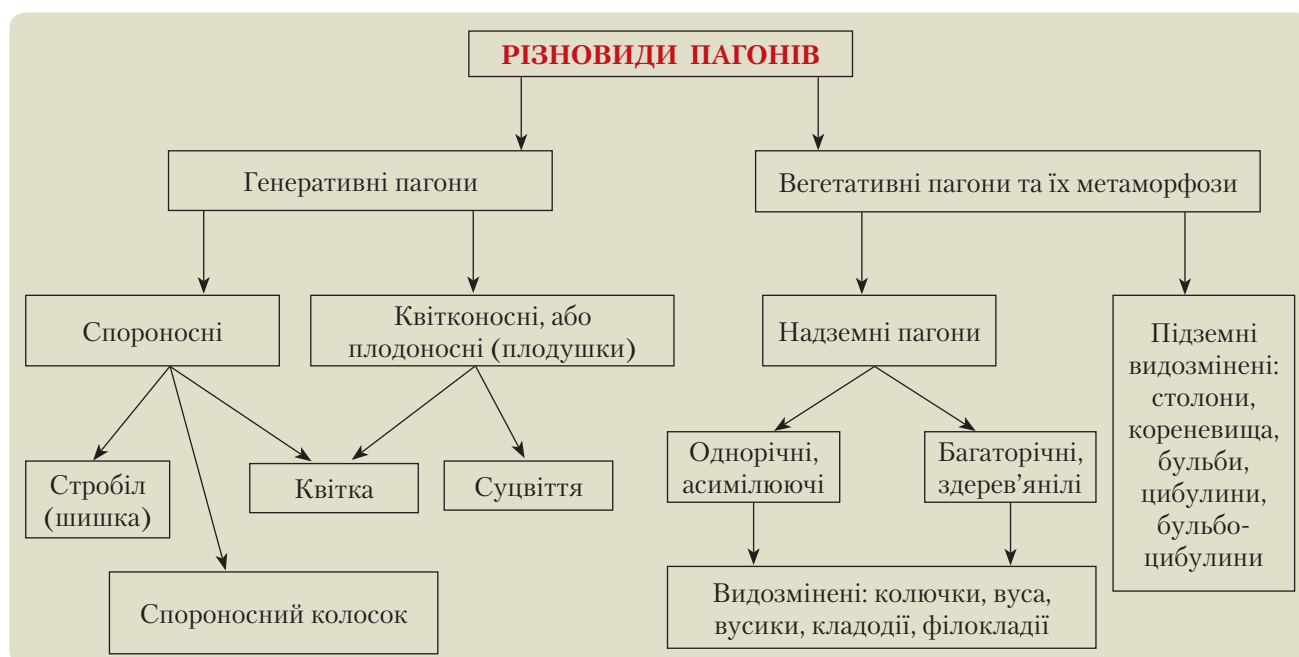 РІЗНОВИДИ ПАГОНІВ
Генеративні пагони
Вегетативні пагони та їх метаморфози
Спороносні
Квітконосні, або
плодоносні (плодушки)
Надземні пагони
Підземні
видозмінені:
столони,
кореневища,
бульби,
цибулини,
бульбо-
цибулини
Стробіл
(шишка)
Квітка
Суцвіття
Однорічні,
асимілюючі
Багаторічні,
здерев’янілі
Спороносний колосок
Видозмінені: колючки, вуса,
вусики, кладодії, філокладії